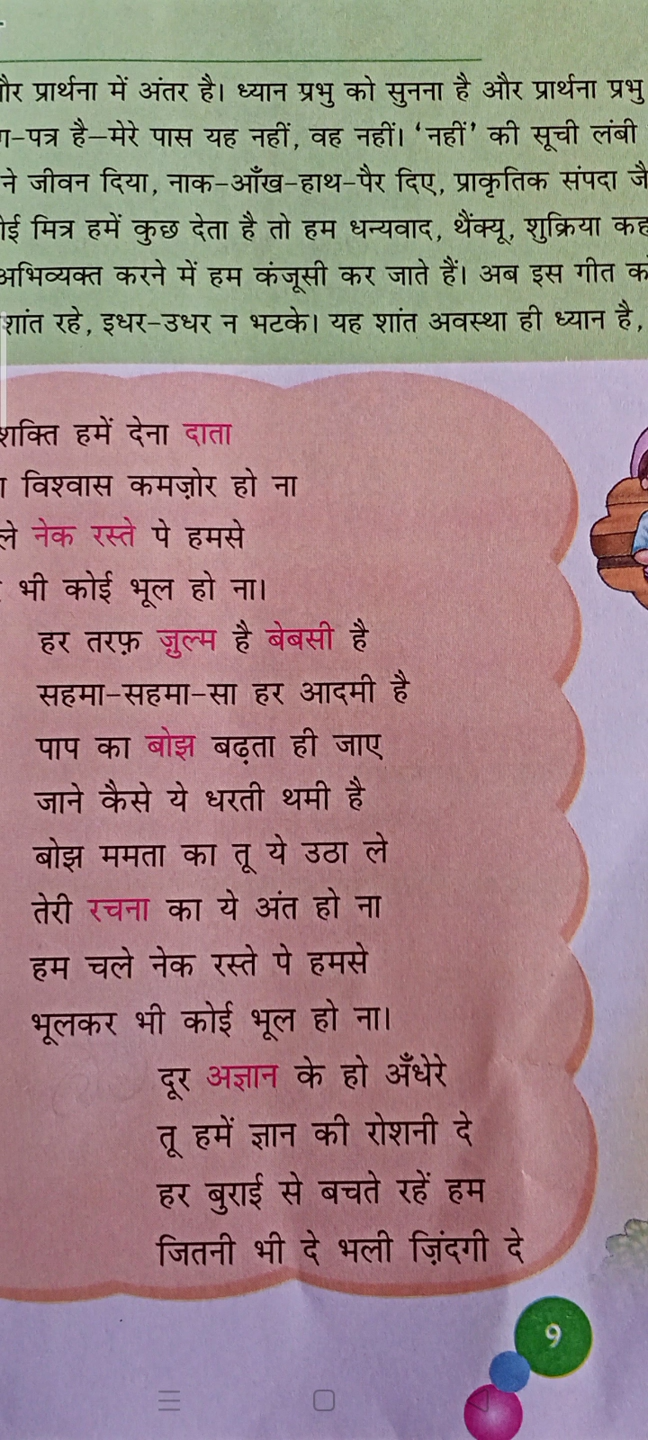 और प्रार्थना में अंतर है। ध्यान प्रभु को सुनना है और प्रार्थना प्रभु
-पत्र है—मेरे पास यह नहीं, वह नहीं। ‘नहीं’ की सूची लंबी
ने जीवन दिया, नाक-आँख-हाथ-पैर दिए, प्राकृतिक संपदा
मित्र हमें कुछ देता है तो हम धन्यवाद, थैंक्यू, शुक्रिया कह
अभिव्यक्त करने में हम कंजूसी कर जाते हैं। अब इस गीत
शांत रहे, इधर-उधर न भटके। यह शांत अवस्था ही ध्यान है,
शक्ति हमें देना दाता
विश्वास कमज़ोर हो ना
नेक रस्ते पे हमसे
भी कोई भूल हो ना।
हर तरफ़ ज़ुल्म है बेबसी है
सहमा-सहमा-सा हर आदमी है
पाप का बोझ बढ़ता ही जाए
जाने कैसे ये धरती थमी है
बोझ ममता का तू ये उठा ले
तेरी रचना का ये अंत हो ना
हम चले नेक रस्ते पे हमसे
भूलकर भी कोई भूल हो ना।
दूर अज्ञान के हो अँधेरे
तू हमें ज्ञान की रोशनी दे
हर बुराई से बचते रहें हम
जितनी भी दे भली ज़िंदगी दे
9